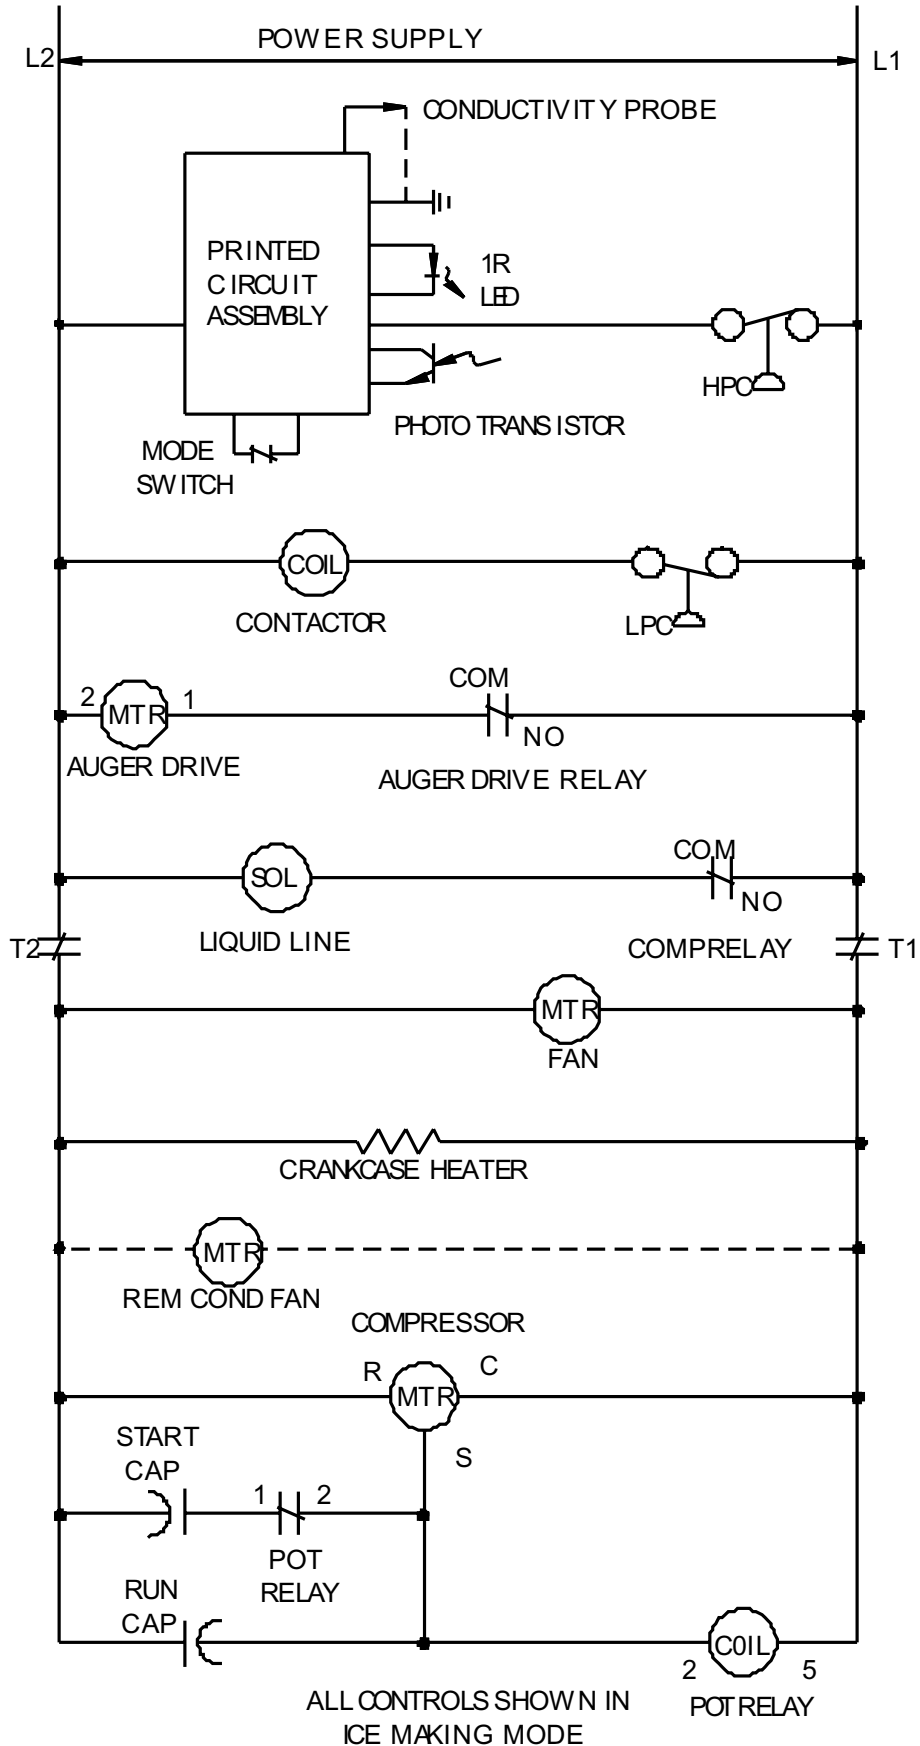 POWER SUPPLY
L2
L1
CONDUCTIVITY PROBE
PRINTED
CIRCUIT
ASSEMBLY
1R
LED
HPC
PHOTO TRANSISTOR
MODE
SWITCH
COIL
CONTACTOR
LPC
COM
2
MTR
1
NO
AUGER DRIVE
AUGER DRIVE RELAY
COM
SOL
NO
LIQUID LINE
COMP RELAY
T2
T1
MTR
FAN
CRANKCASE HEATER
MTR
REM COND FAN
COMPRESSOR
R
C
MTR
S
START
CAP
1
2
POT
RELAY
RUN
CAP
C0IL
2
5
POT RELAY
ALL CONTROLS SHOWN IN
ICE MAKING MODE